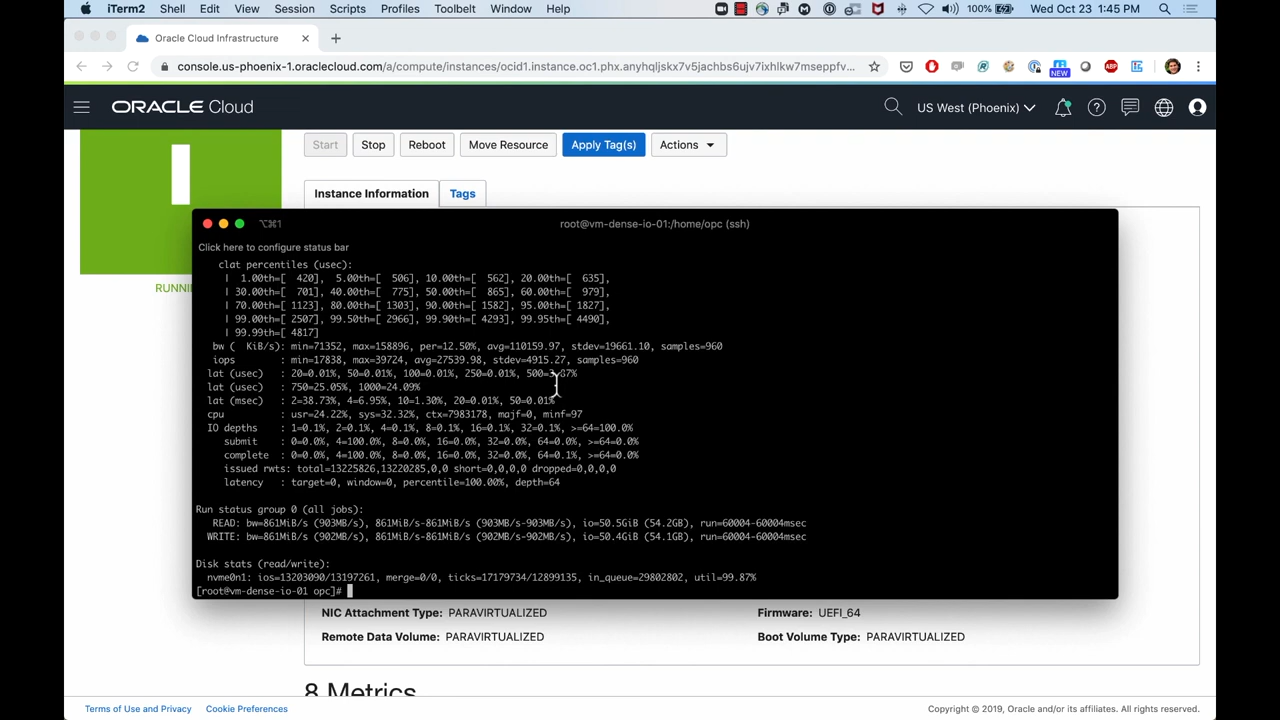 iTerm2 Shell Edit View Session Scripts Profiles Toolbelt Window Help 100% Wed Oct 23 1:45 PM
Oracle Cloud Infrastructure
console.us-phoenix-1.oraclecloud.com/a/compute/instances/ocid1.instance.oc1.phx.anyhqljskx7v5jachbs6ujv7ixhlkw7mseppfv...
NEW ABP
ORACLE Cloud US West (Phoenix)
Start Stop Reboot Move Resource Apply Tag(s) Actions
I
Instance Information Tags
⌥⌘1 root@vm-dense-io-01:/home/opc (ssh)
Click here to configure status bar
clat percentiles (usec):
| 1.00th=[ 420], 5.00th=[ 506], 10.00th=[ 562], 20.00th=[ 635],
| 30.00th=[ 701], 40.00th=[ 775], 50.00th=[ 865], 60.00th=[ 979],
| 70.00th=[ 1123], 80.00th=[ 1303], 90.00th=[ 1582], 95.00th=[ 1827],
| 99.00th=[ 2507], 99.50th=[ 2966], 99.90th=[ 4293], 99.95th=[ 4490],
| 99.99th=[ 4817]
bw ( KiB/s): min=71352, max=158896, per=12.50%, avg=110159.97, stdev=19661.10, samples=960
iops : min=17838, max=39724, avg=27539.98, stdev=4915.27, samples=960
lat (usec) : 20=0.01%, 50=0.01%, 100=0.01%, 250=0.01%,
lat (usec) : 750=25.05%, 1000=24.09%
lat (msec) : 2=38.73%, 4=6.95%, 10=1.30%, 20=0.01%, 50=0.01%
cpu : usr=24.22%, sys=32.32%, ctx=7983178, majf=0, minf=97
IO depths : 1=0.1%, 2=0.1%, 4=0.1%, 8=0.1%, 16=0.1%, 32=0.1%, >=64=100.0%
submit : 0=0.0%, 4=100.0%, 8=0.0%, 16=0.0%, 32=0.0%, 64=0.0%, >=64=0.0%
complete : 0=0.0%, 4=100.0%, 8=0.0%, 16=0.0%, 32=0.0%, 64=0.1%, >=64=0.0%
issued rwts: total=13225826,13220285,0,0 short=0,0,0,0 dropped=0,0,0,0
latency : target=0, window=0, percentile=100.00%, depth=64
Run status group 0 (all jobs):
READ: bw=861MiB/s (903MB/s), 861MiB/s-861MiB/s (903MB/s-903MB/s), io=50.5GiB (54.2GB), run=60004-60004msec
WRITE: bw=861MiB/s (902MB/s), 861MiB/s-861MiB/s (902MB/s-902MB/s), io=50.4GiB (54.1GB), run=60004-60004msec
Disk stats (read/write):
nvme0n1: ios=13203090/13197261, merge=0/0, ticks=17179734/12899135, in_queue=29802802, util=99.87%
[root@vm-dense-io-01 opc]#
NIC Attachment Type: PARAVIRTUALIZED Firmware: UEFI_64
Remote Data Volume: PARAVIRTUALIZED Boot Volume Type: PARAVIRTUALIZED
8 Metrics
Terms of Use and Privacy Cookie Preferences Copyright © 2019, Oracle and/or its affiliates. All rights reserved.